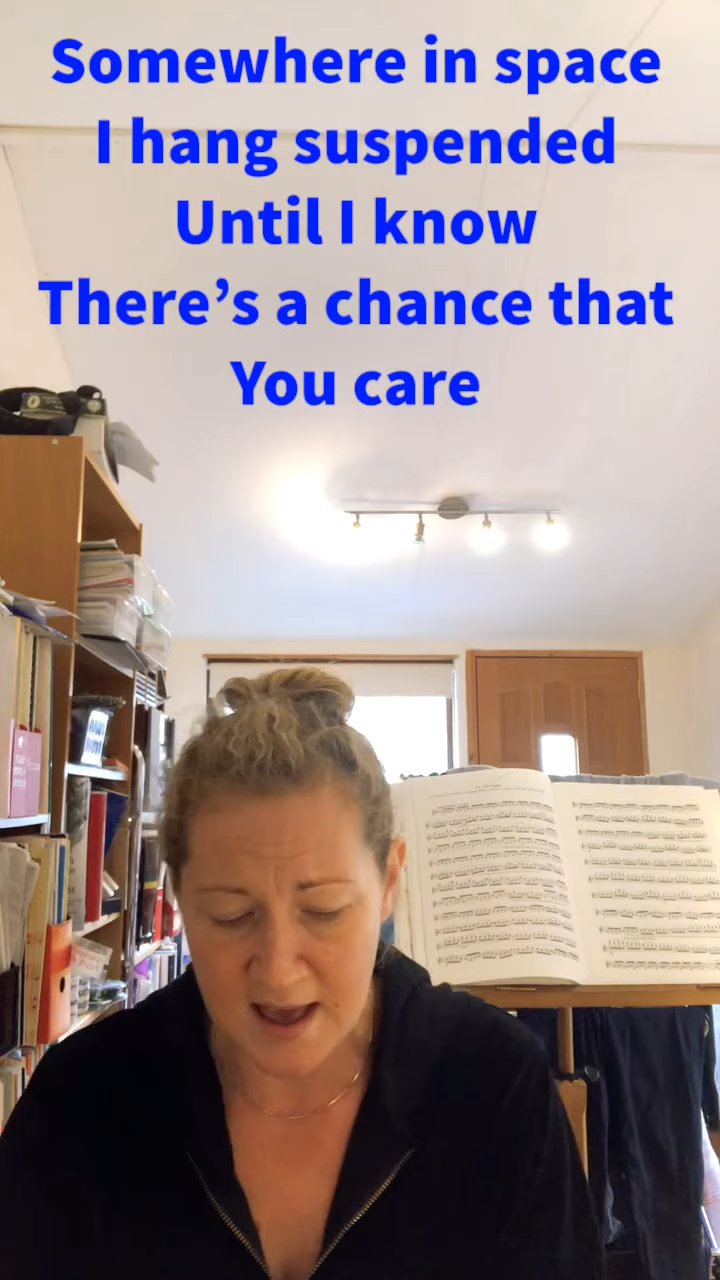 Somewhere in space
I hang suspended
Until I know
There’s a chance that
You care